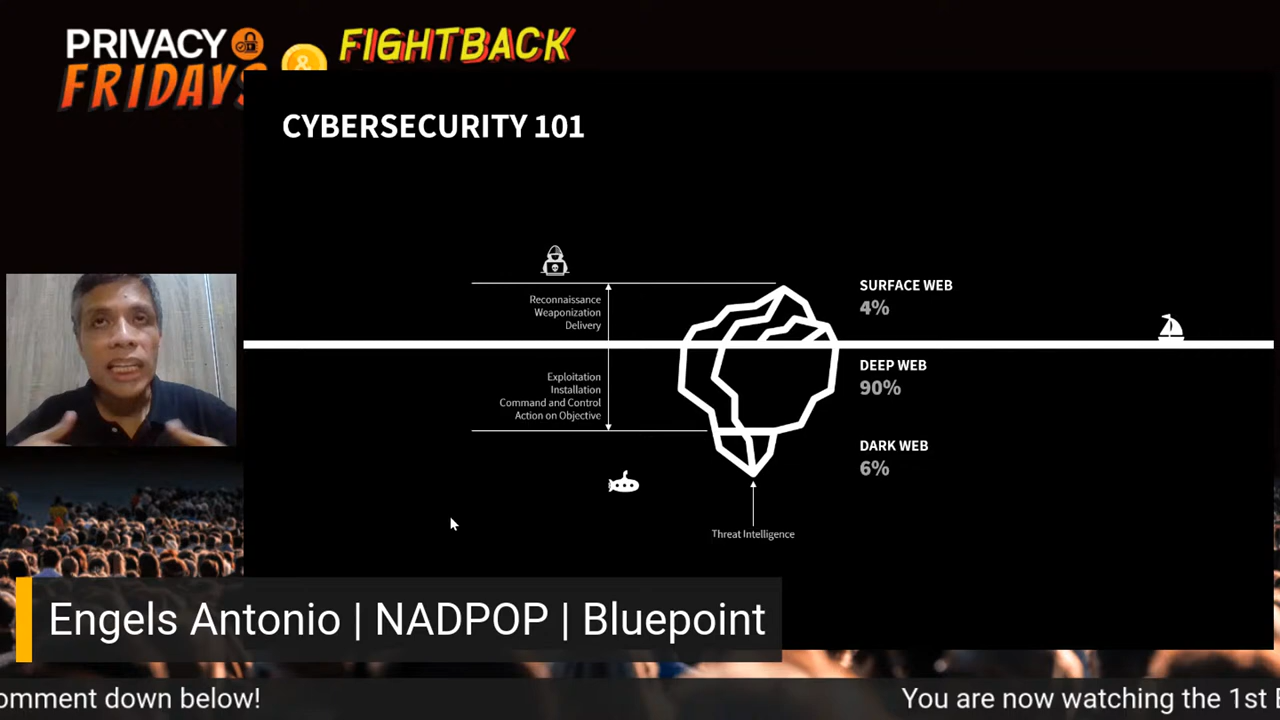 PRIVACY
FRIDAYS
&
FIGHTBACK
CYBERSECURITY 101
Reconnaissance
Weaponization
Delivery
Exploitation
Installation
Command and Control
Action on Objective
SURFACE WEB
4%
DEEP WEB
90%
DARK WEB
6%
Threat Intelligence
Engels Antonio | NADPOP | Bluepoint
omment down below!
You are now watching the 1st